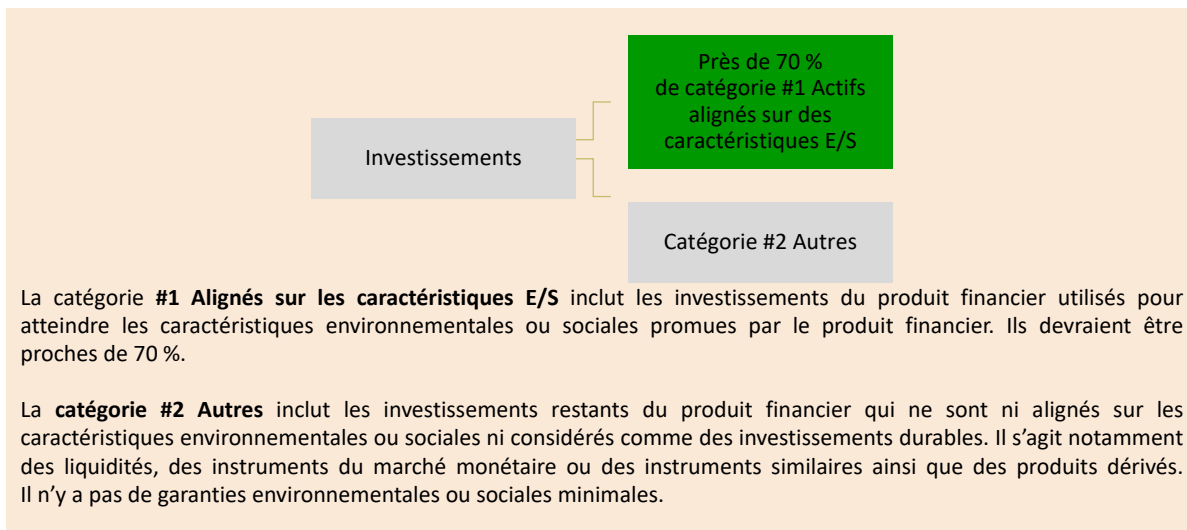 Près de 70 %
de catégorie #1 Actifs
alignés sur des
caractéristiques E/S
Investissements
Catégorie #2 Autres
La catégorie #1 Alignés sur les caractéristiques E/S inclut les investissements du produit financier utilisés pour
atteindre les caractéristiques environnementales ou sociales promues par le produit financier. Ils devraient être
proches de 70 %.
La catégorie #2 Autres inclut les investissements restants du produit financier qui ne sont ni alignés sur les
caractéristiques environnementales ou sociales ni considérés comme des investissements durables. Il s’agit notamment
des liquidités, des instruments du marché monétaire ou des instruments similaires ainsi que des produits dérivés.
Il n’y a pas de garanties environnementales ou sociales minimales.